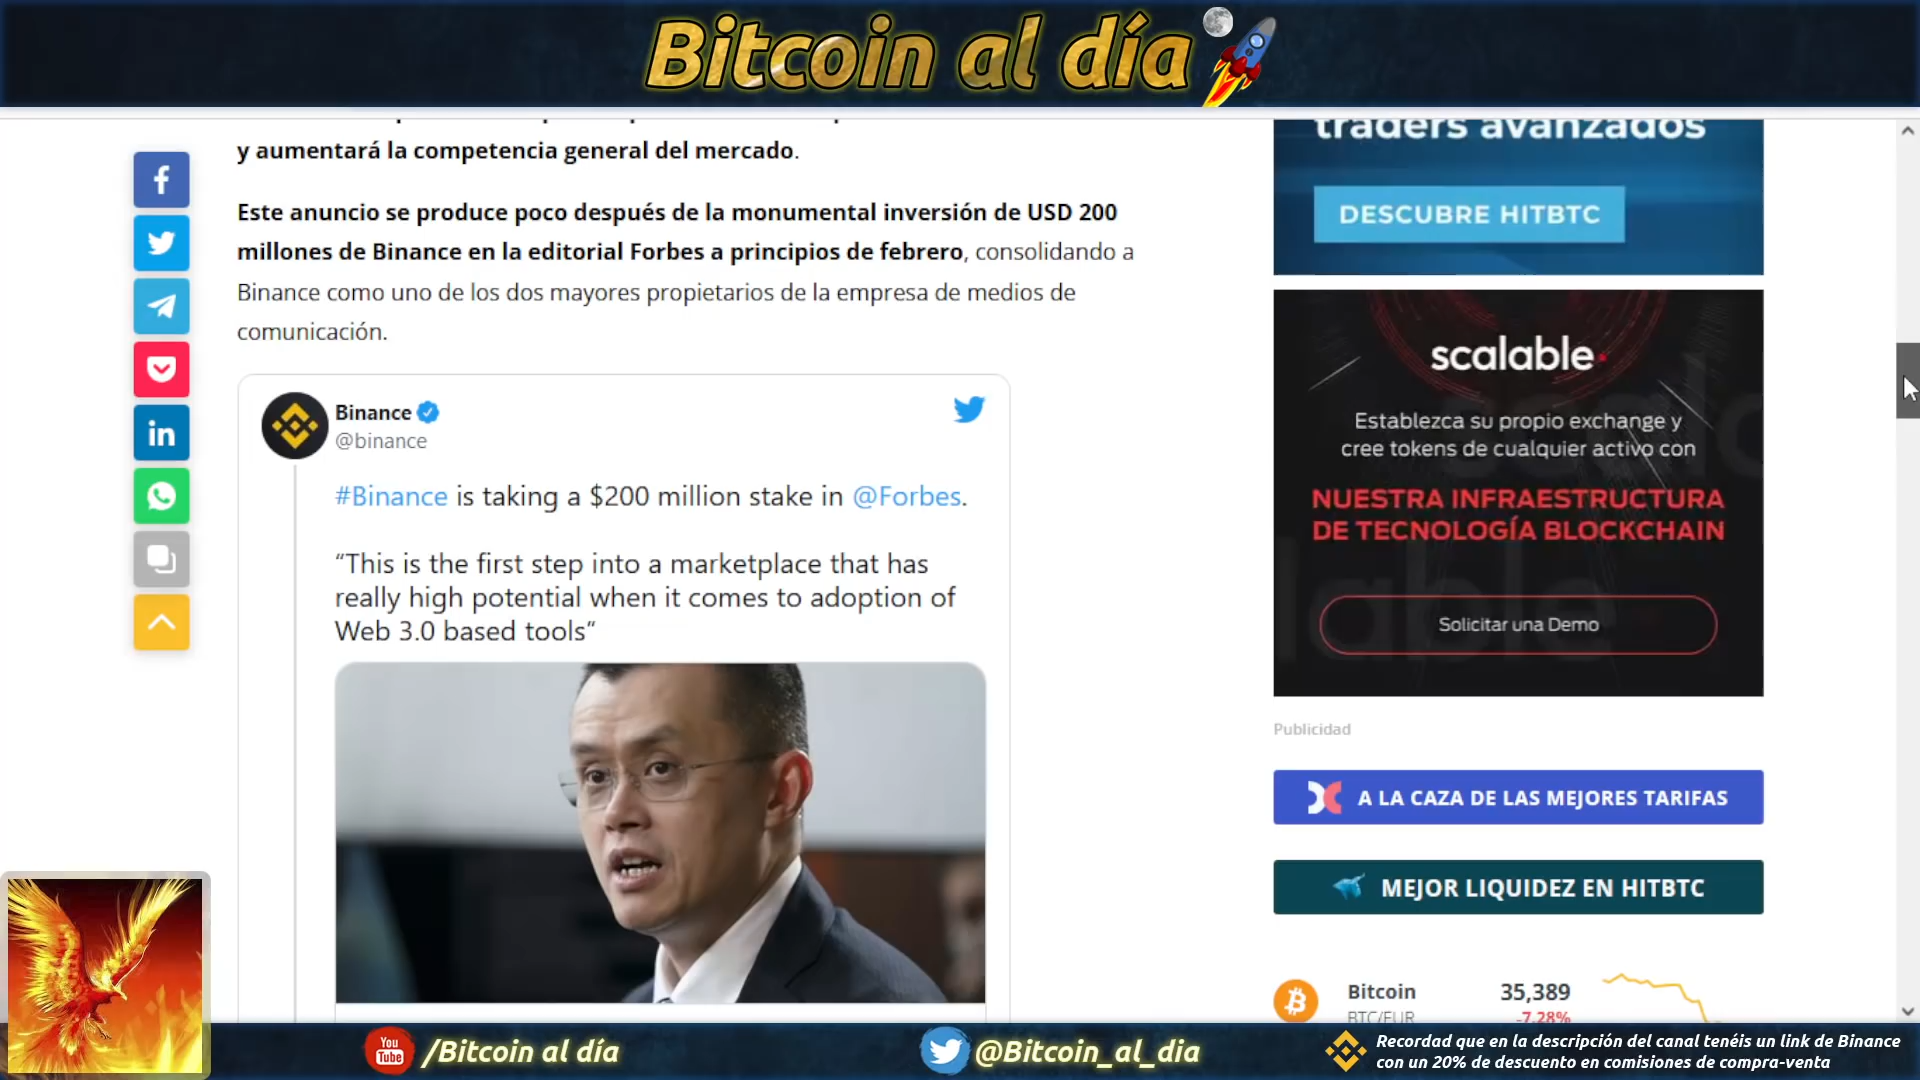 Bitcoin al día
y aumentará la competencia general del mercado.
Este anuncio se produce poco después de la monumental inversión de USD 200
millones de Binance en la editorial Forbes a principios de febrero, consolidando a
Binance como uno de los dos mayores propietarios de la empresa de medios de
comunicación.
Binance
@binance
#Binance is taking a $200 million stake in @Forbes.
“This is the first step into a marketplace that has
really high potential when it comes to adoption of
Web 3.0 based tools“
traders avanzados
DESCUBRE HITBTC
scalable
Establezca su propio exchange y
cree tokens de cualquier activo con
NUESTRA INFRAESTRUCTURA
DE TECNOLOGÍA BLOCKCHAIN
Solicitar una Demo
Publicidad
A LA CAZA DE LAS MEJORES TARIFAS
MEJOR LIQUIDEZ EN HITBTC
Bitcoin 35,389
BTC/EUR -7.28%
You
Tube
/Bitcoin al día
@Bitcoin_al_dia
Recordad que en la descripción del canal tenéis un link de Binance
con un 20% de descuento en comisiones de compra-venta